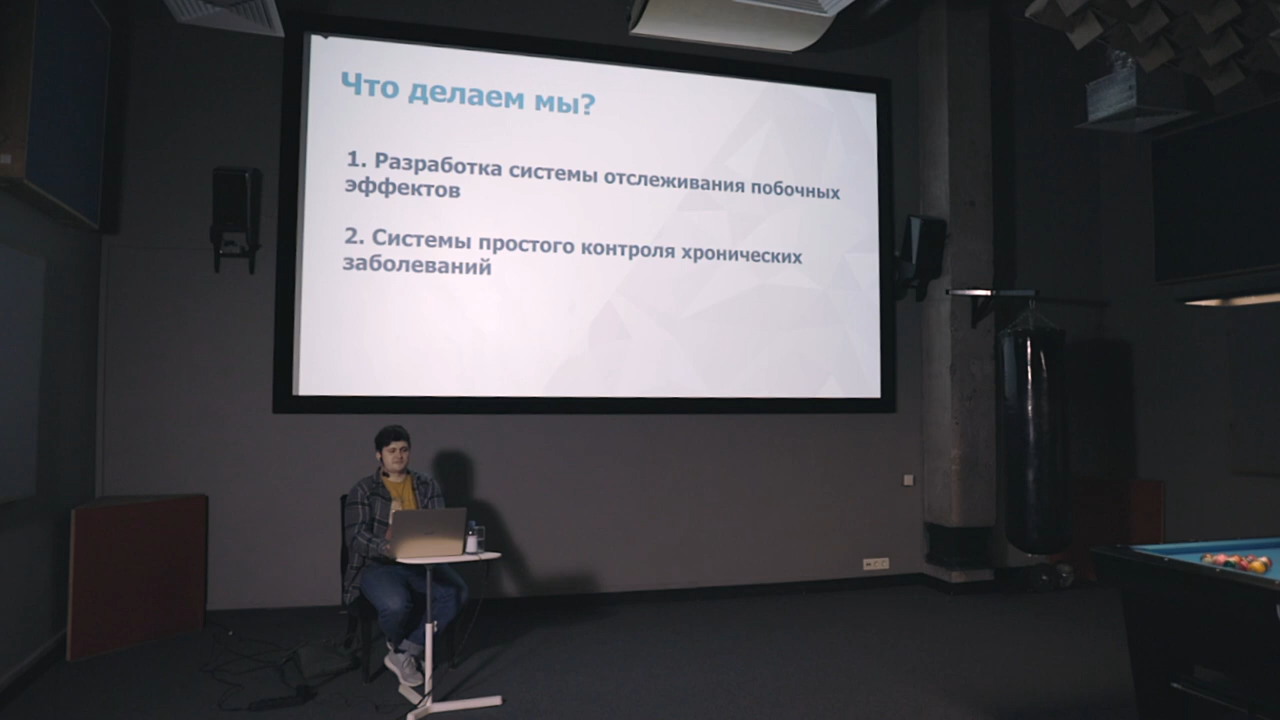 Что делаем мы?
1. Разработка системы отслеживания побочных
эффектов
2. Системы простого контроля хронических
заболеваний